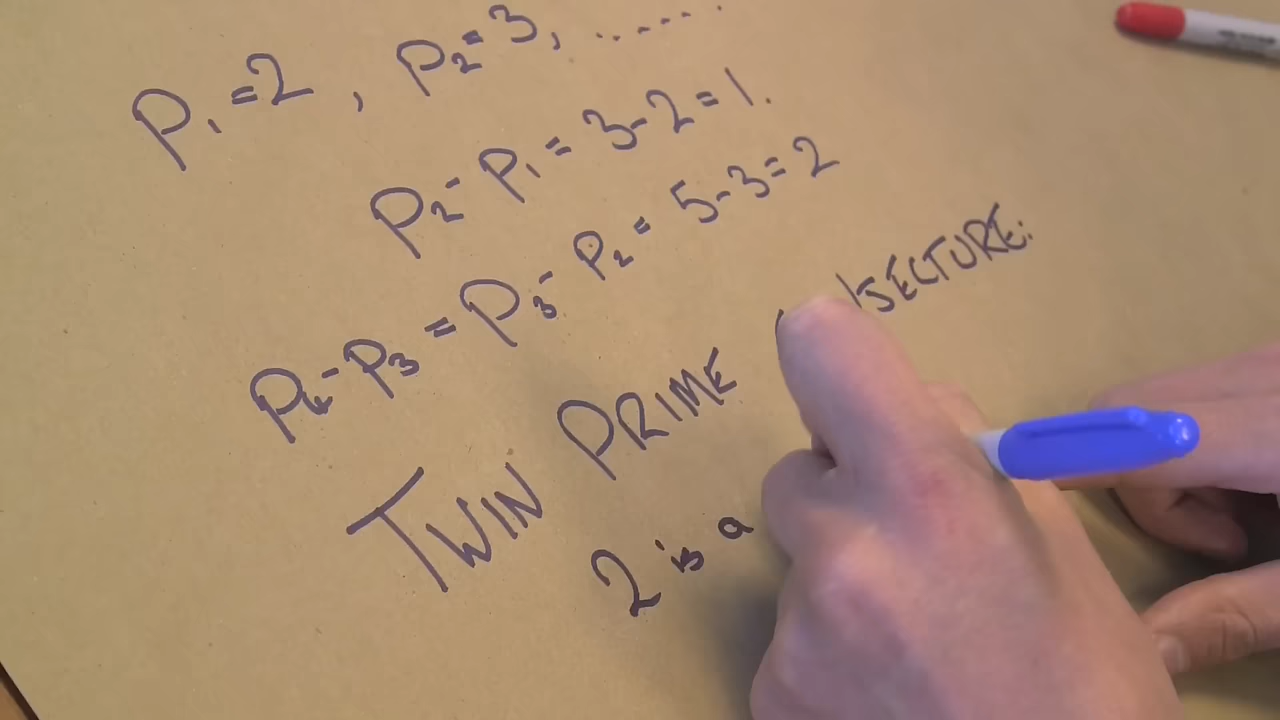 P₁=2, P₂=3, ......
P₂-P₁=3-2=1.
P₄-P₃=P₃-P₂=5-3=2
TWIN PRIME JECTURE:
2 is a